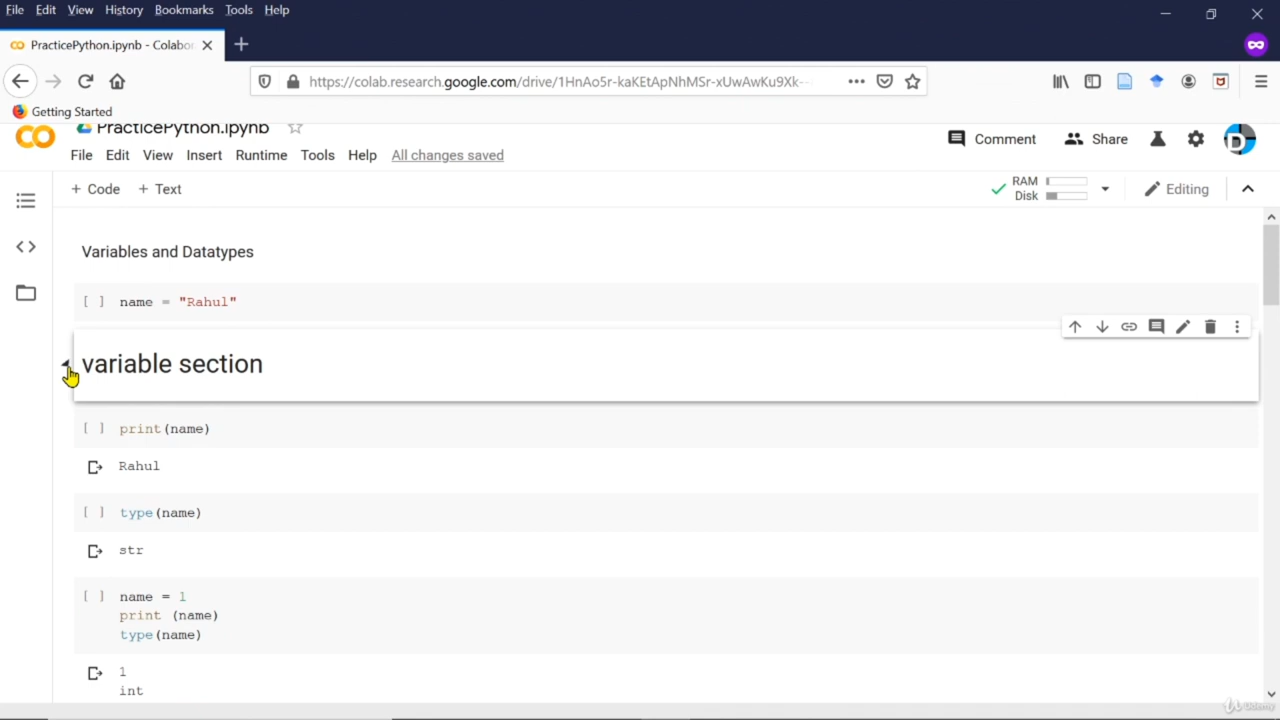 File Edit View History Bookmarks Tools Help
PracticePython.ipynb - Colabo
https://colab.research.google.com/drive/1HnAo5r-kaKEtApNhMSr-xUwAwKu9Xk-
Getting Started
PracticePython.ipynb
File Edit View Insert Runtime Tools Help All changes saved
Comment Share
+ Code + Text
RAM
Disk
Editing
Variables and Datatypes
[ ] name = "Rahul"
variable section
[ ] print(name)
Rahul
[ ] type(name)
str
[ ] name = 1
print (name)
type(name)
1
int
Udemy